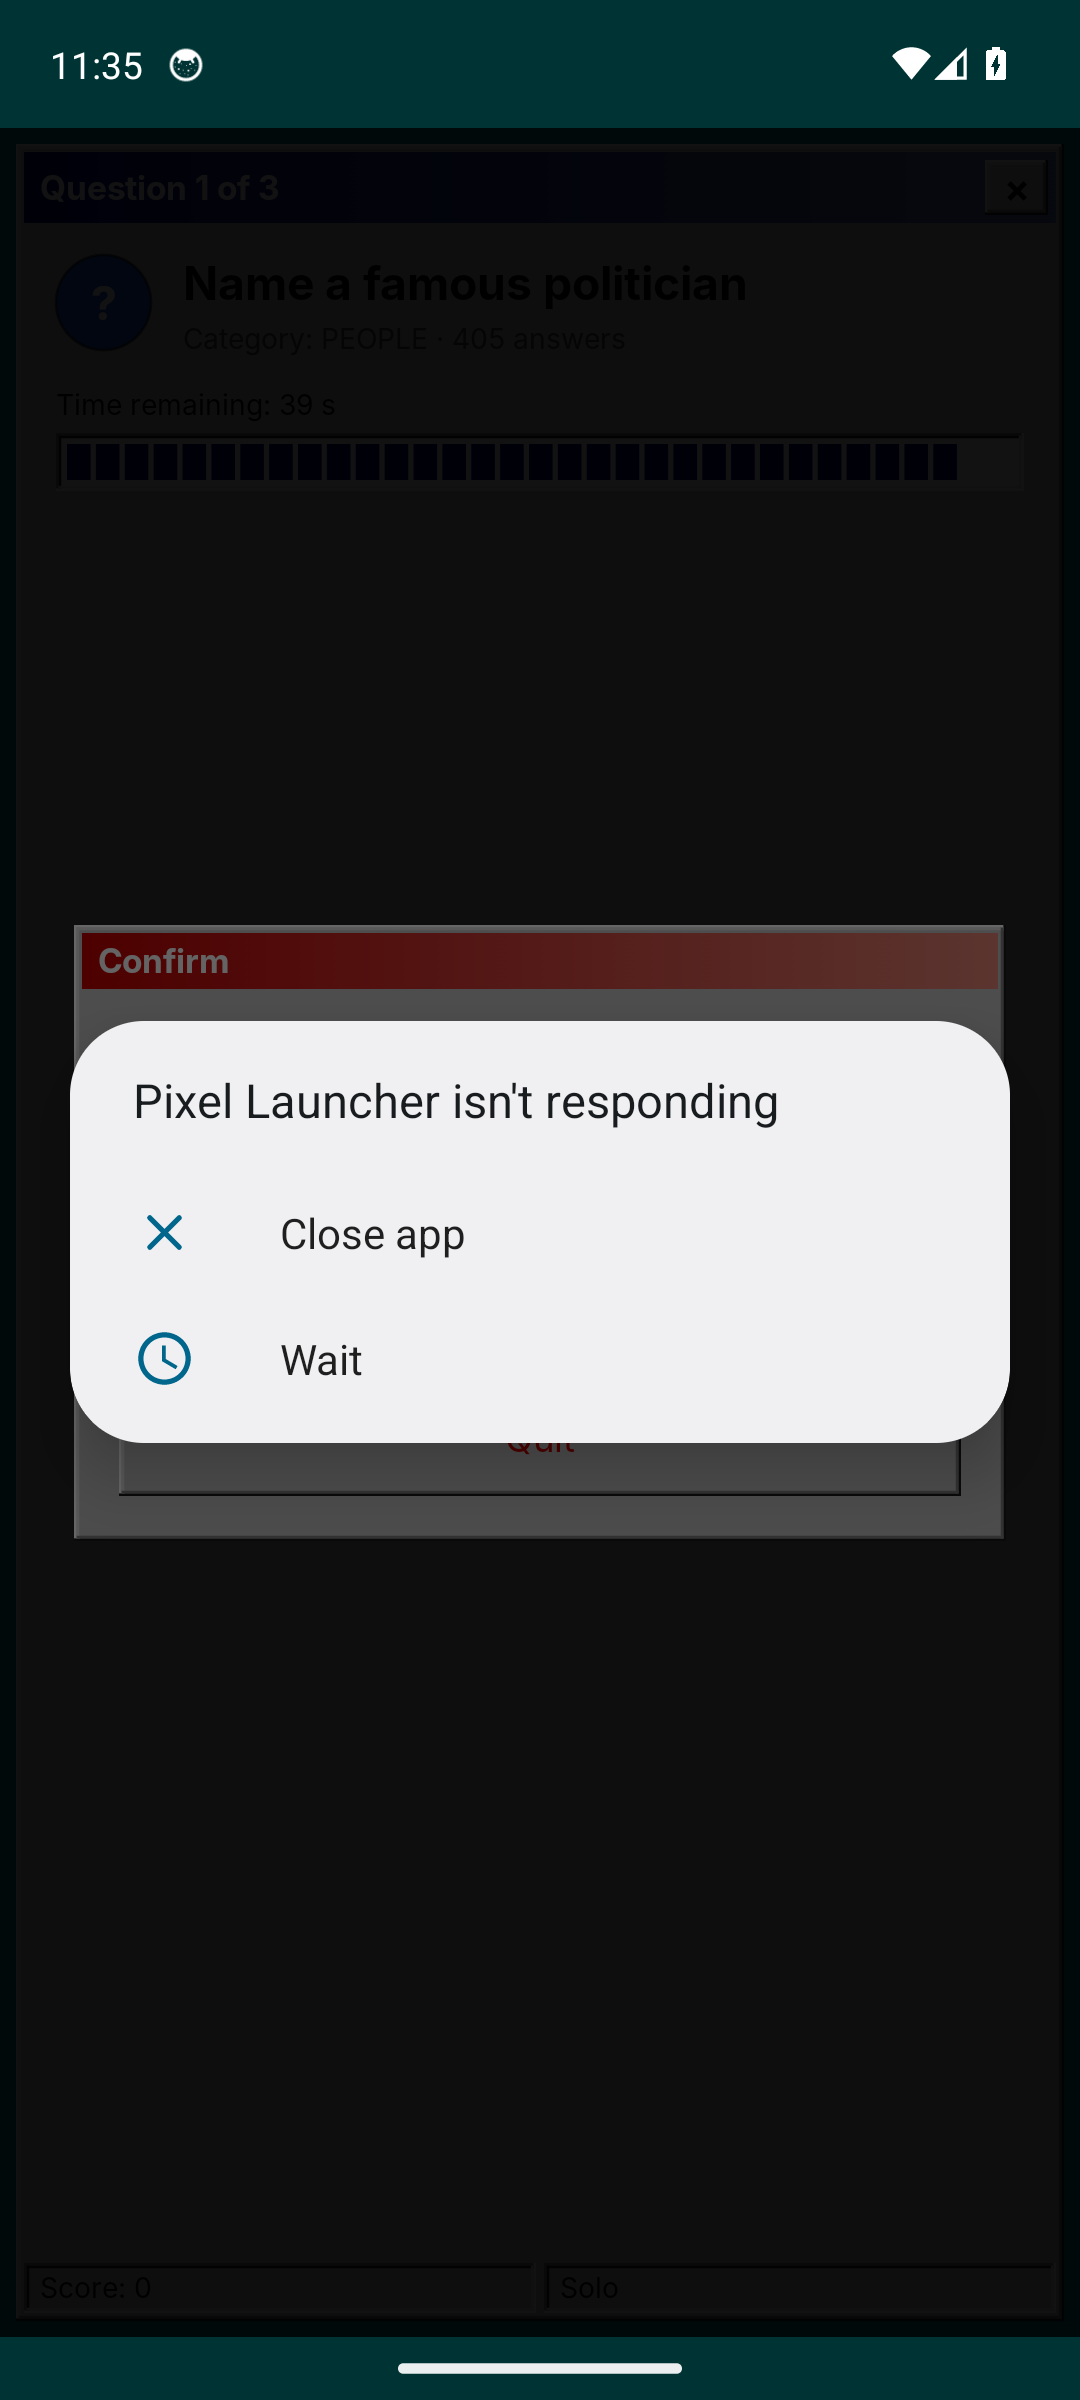 11:35
Question 1 of 3
×
?
Name a famous politician
Category: PEOPLE · 405 answers
Time remaining: 39 s
Confirm
Pixel Launcher isn't responding
Close app
Wait
Quit
Score: 0
Solo